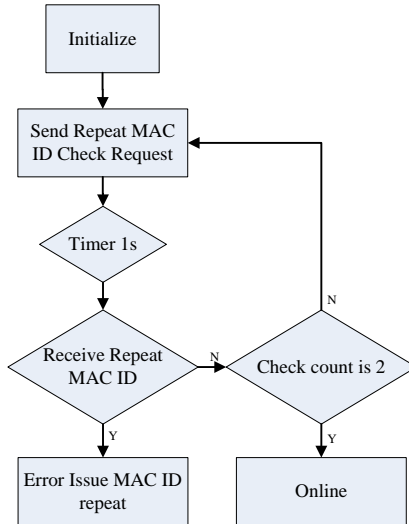 Initialize
Send Repeat MAC
ID Check Request
Timer 1s
N
Receive Repeat
MAC ID
N
Check count is 2
Y
Y
Error Issue MAC ID
repeat
Online